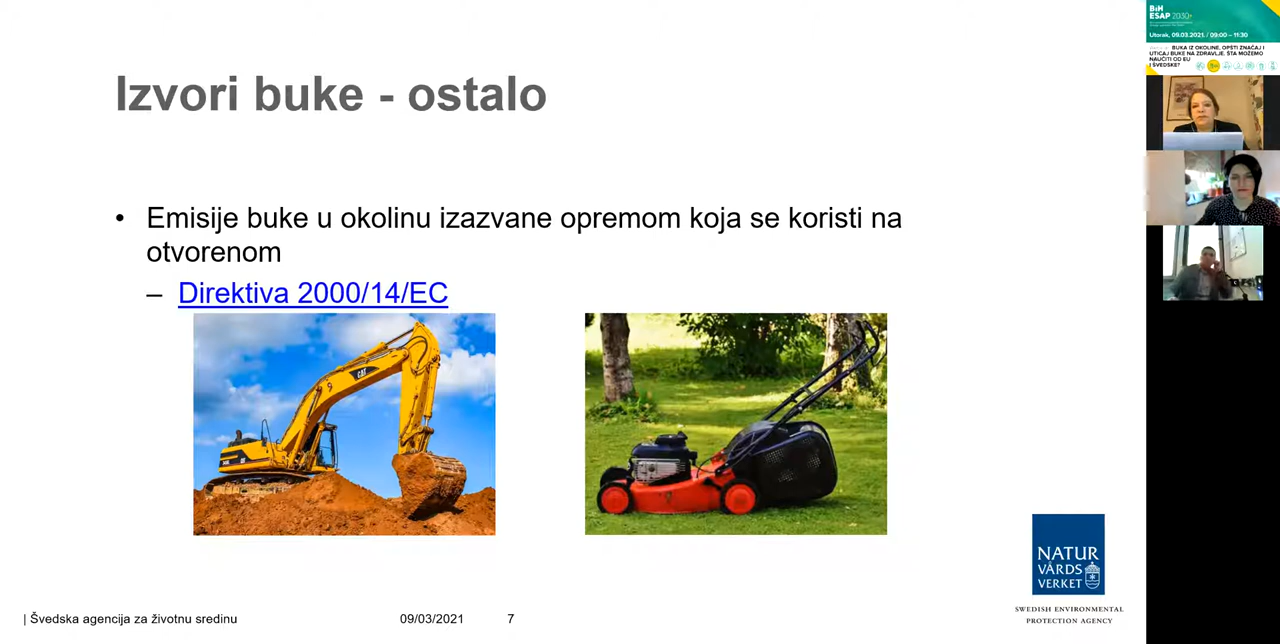 Izvori buke - ostalo
• Emisije buke u okolinu izazvane opremom koja se koristi na
otvorenom
– Direktiva 2000/14/EC
CAT
NATUR
VÅRDS
VERKET
SWEDISH ENVIRONMENTAL
PROTECTION AGENCY
| Švedska agencija za životnu sredinu 09/03/2021 7
BiH
ESAP 2030+
Utorak, 09.03.2021. / 09:00 – 11:30
BUKA IZ OKOLINE, OPŠTI ZNAČAJ I
UTICAJ BUKE NA ZDRAVLJE. ŠTA MOŽEMO
NAUČITI OD EU
I ŠVEDSKE?